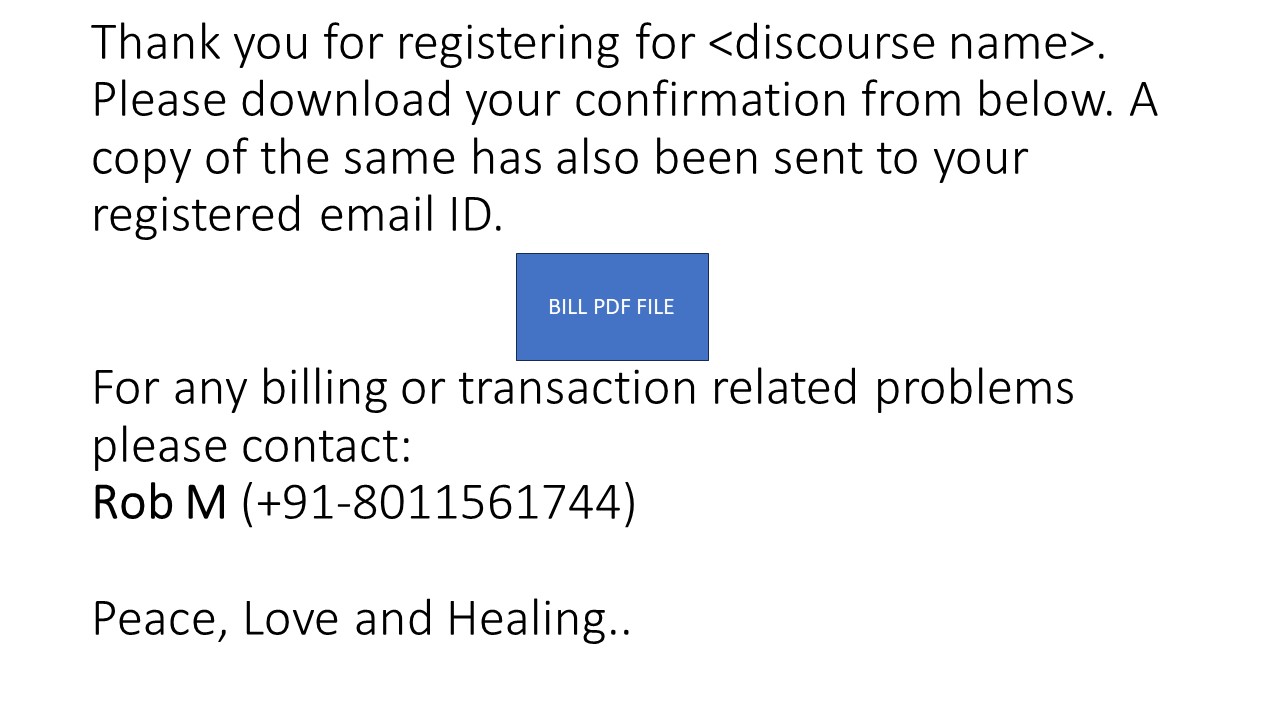 Thank you for registering for <discourse name>.
Please download your confirmation from below. A
copy of the same has also been sent to your
registered email ID.
BILL PDF FILE
For any billing or transaction related problems
please contact:
Rob M (+91-8011561744)
Peace, Love and Healing..